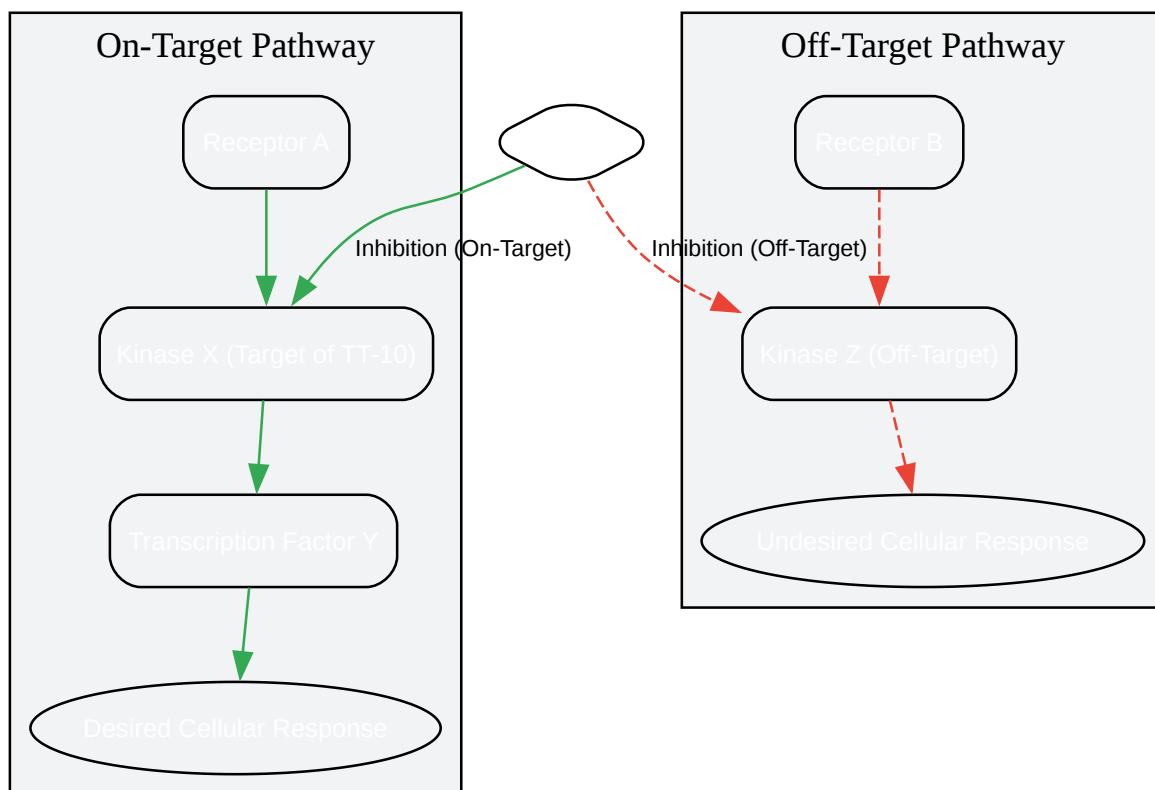 On-Target Pathway
Receptor A
Inhibition (On-Target)
Kinase X (Target of TT-10)
Transcription Factor Y
Desired Cellular Response
Off-Target Pathway
Receptor B
Inhibition (Off-Target)
Kinase Z (Off-Target)
Undesired Cellular Response